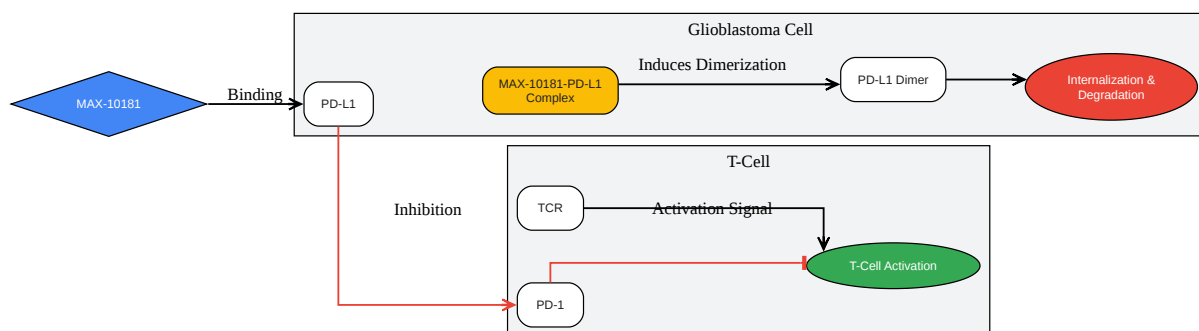 Glioblastoma Cell
MAX-10181
Binding
PD-L1
MAX-10181-PD-L1
Complex
Induces Dimerization
PD-L1 Dimer
Internalization &
Degradation
T-Cell
Inhibition
TCR
Activation Signal
T-Cell Activation
PD-1